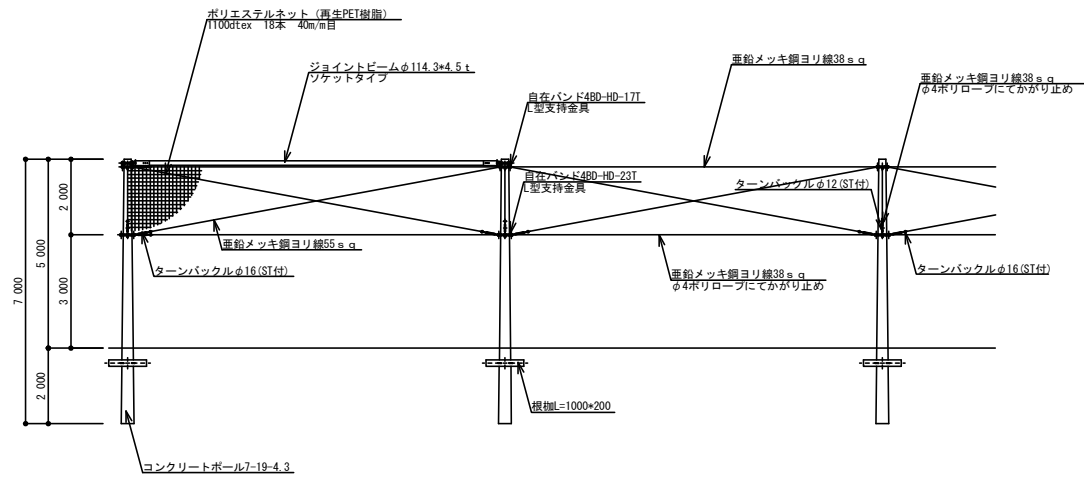 ポリエステルネット（再生PET樹脂）
1100dtex 18本 40m/m目
ジョイントビームφ114.3*4.5ｔ
ソケットタイプ
亜鉛メッキ鋼ヨリ線38ｓｑ
亜鉛メッキ鋼ヨリ線38ｓｑ
φ4ポリロープにてかがり止め
自在バンド4BD-HD-17T
L型支持金具
自在バンド4BD-HD-23T
L型支持金具
ターンバックルφ12(ST付)
亜鉛メッキ鋼ヨリ線55ｓｑ
ターンバックルφ16(ST付)
亜鉛メッキ鋼ヨリ線38ｓｑ
φ4ポリロープにてかがり止め
ターンバックルφ16(ST付)
7 000
5 000
2 000
3 000
2 000
根枷L=1000*200
コンクリートポール7-19-4.3